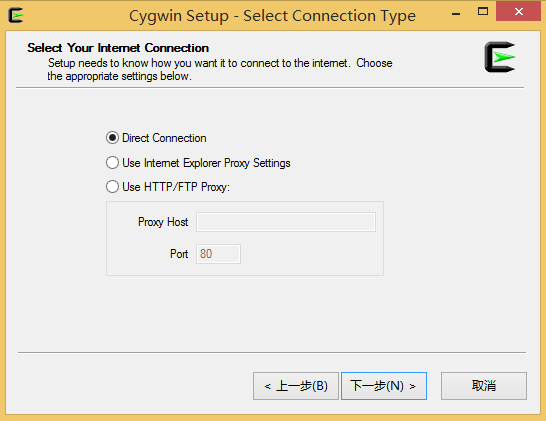 Cygwin Setup - Select Connection Type
Select Your Internet Connection
Setup needs to know how you want it to connect to the internet. Choose
the appropriate settings below.
Direct Connection
Use Internet Explorer Proxy Settings
Use HTTP/FTP Proxy:
Proxy Host
Port 80
< 上一步(B) 下一步(N) > 取消